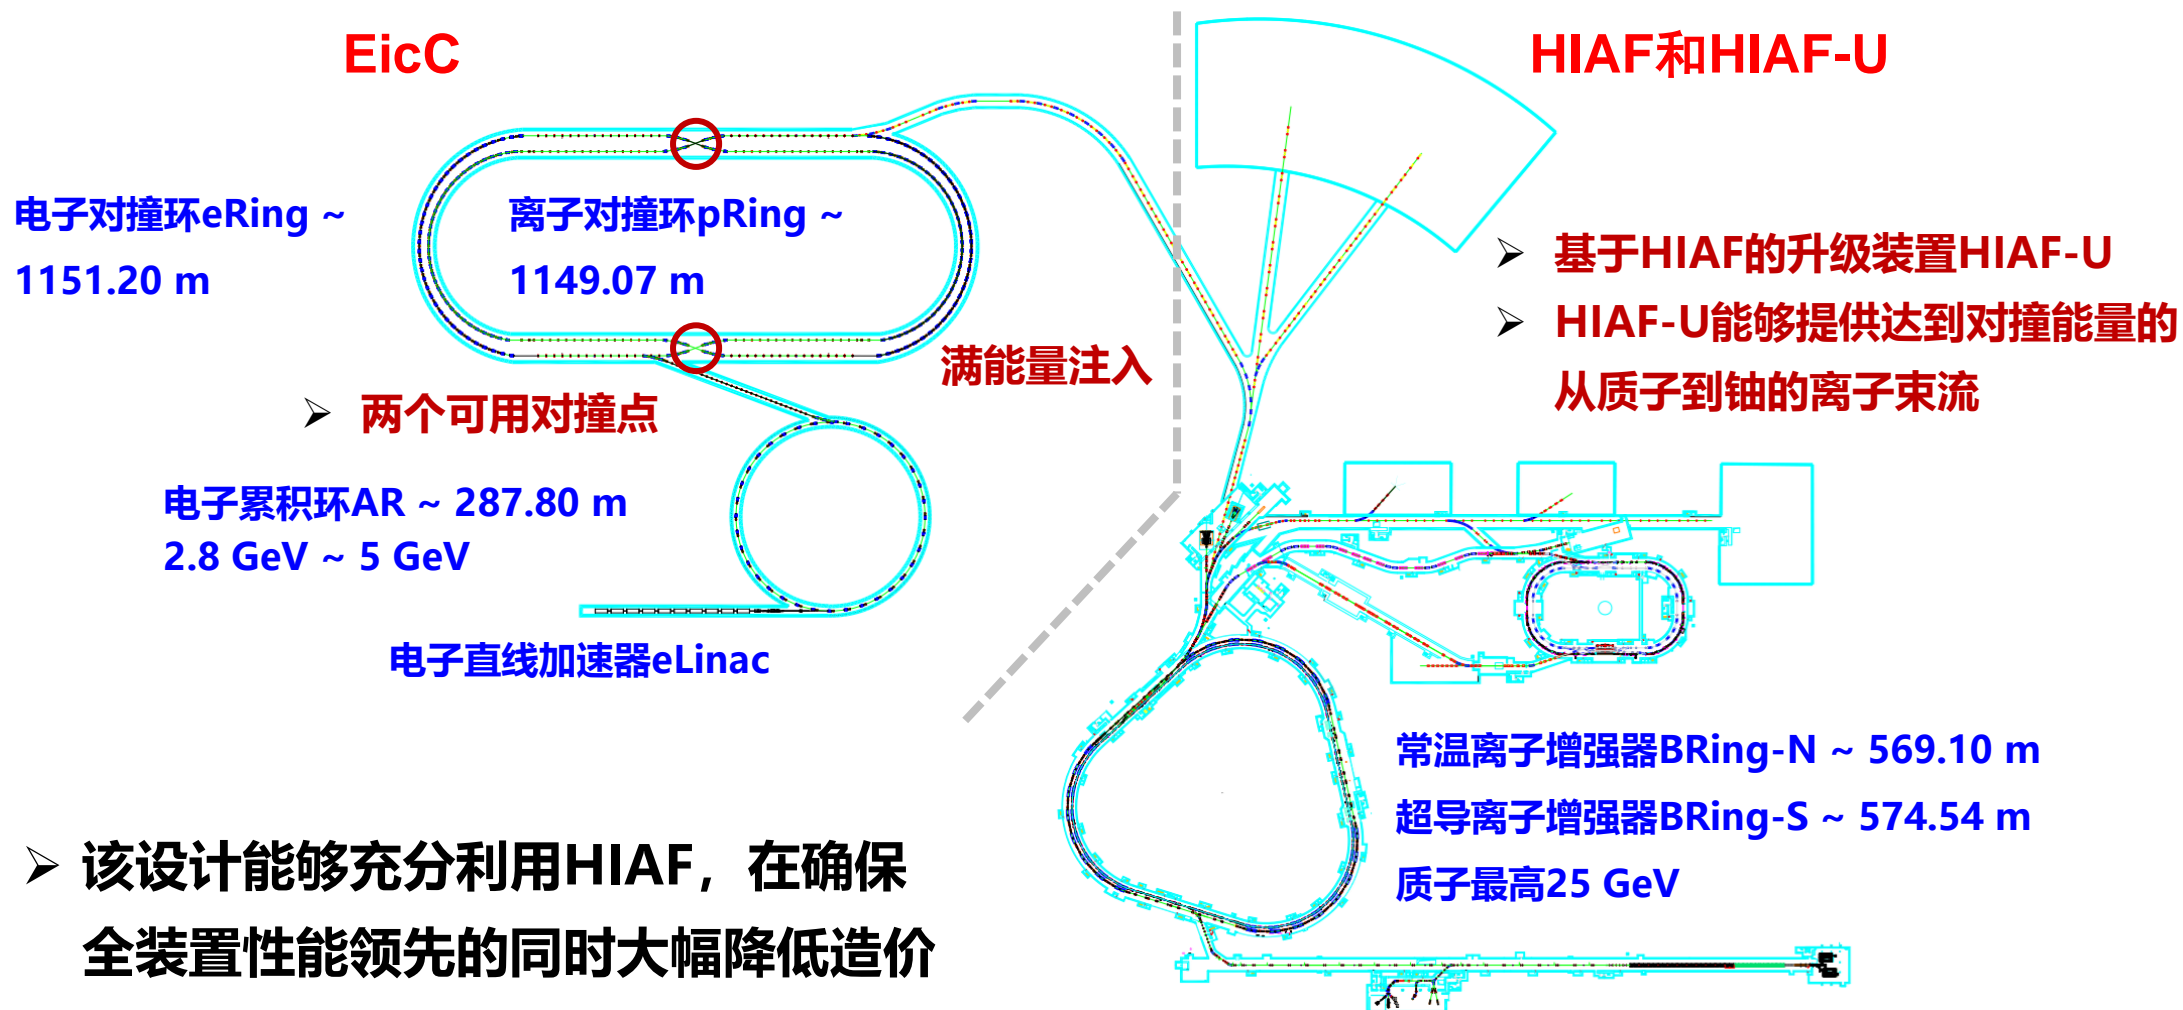 EicC
HIAF和HIAF-U
电子对撞环eRing ~
1151.20 m
离子对撞环pRing ~
1149.07 m
满能量注入
➢ 基于HIAF的升级装置HIAF-U
➢ HIAF-U能够提供达到对撞能量的
从质子到铀的离子束流
➢ 两个可用对撞点
电子累积环AR ~ 287.80 m
2.8 GeV ~ 5 GeV
电子直线加速器eLinac
常温离子增强器BRing-N ~ 569.10 m
超导离子增强器BRing-S ~ 574.54 m
质子最高25 GeV
➢ 该设计能够充分利用HIAF，在确保
全装置性能领先的同时大幅降低造价